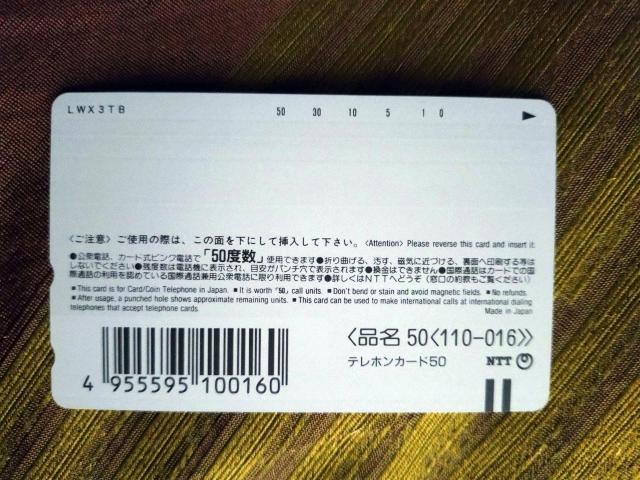 LWX3TB
50 30 10 5 1 0
〈ご注意〉ご使用の際は、この面を下にして挿入して下さい。〈Attention〉Please reverse this card and insert it.
●公衆電話、カード式ピンク電話で「50度数」使用できます●折り曲げる、汚す、磁気に近づける、裏面へ印刷する等は
しないでください●残度数は電話機に表示され、目安がパンチ穴で表示されます●換金はできません●国際通話はカードでの国
際通話の利用を認めている国際通話兼用公衆電話に限り利用できます●詳しくはNTTへどうぞ（窓口の約款もご覧ください）
■This card is for Card/Coin Telephone in Japan. ■It is worth「50」call units. ■Don't bend or stain and avoid magnetic fields. ■No refunds.
■After usage, a punched hole shows approximate remaining units. ■This card can be used to make international calls at international dialing
telephones that accept telephone cards. Made in Japan
〈品名 50〈110-016〉〉
テレホンカード50 NTT
4 955595 100160